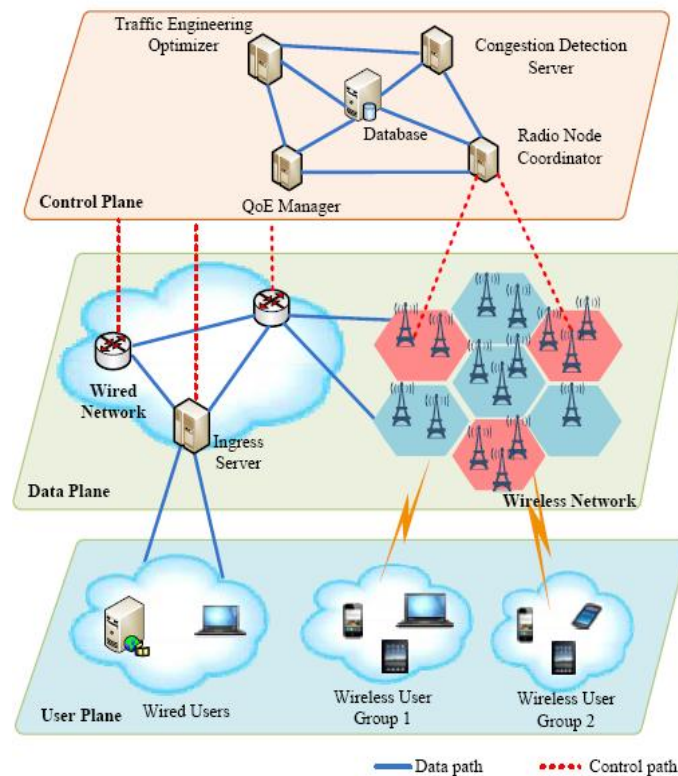 Traffic Engineering
Optimizer
Congestion Detection
Server
Database
Radio Node
Coordinator
QoE Manager
Control Plane
Wired
Network
Ingress
Server
Data Plane
Wireless Network
User Plane
Wired Users
Wireless User
Group 1
Wireless User
Group 2
Data path
Control path